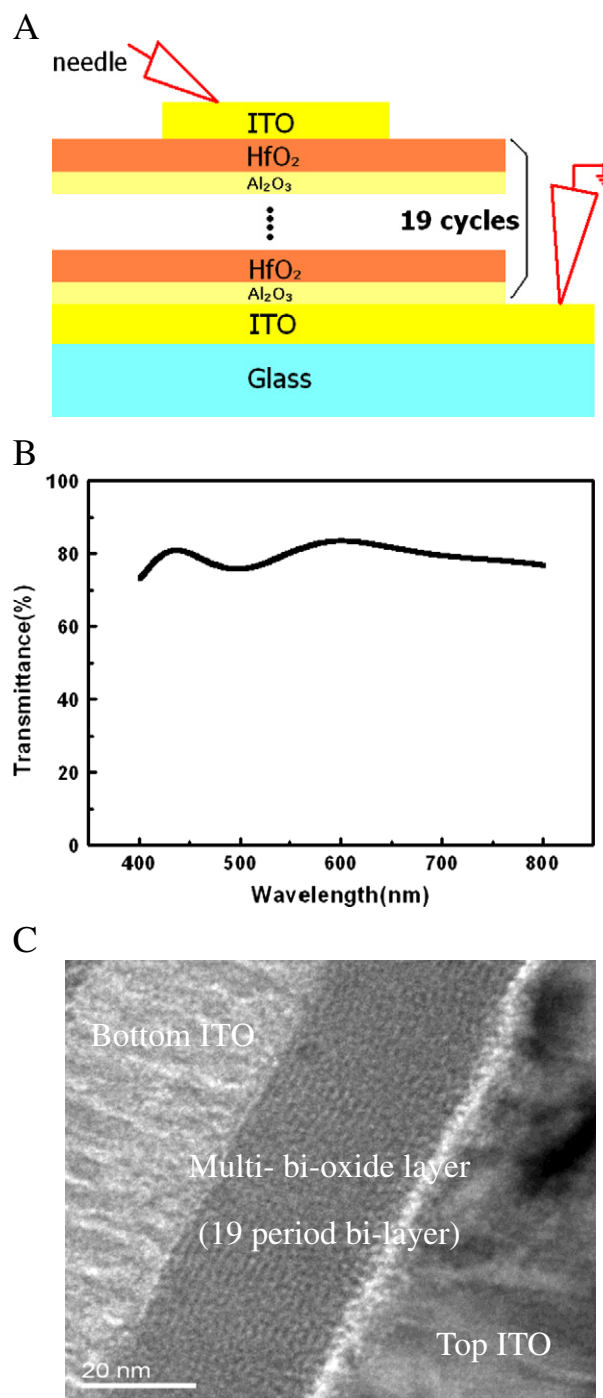 A
needle
ITO
HfO₂
Al₂O₃
19 cycles
HfO₂
Al₂O₃
ITO
Glass
B
100
80
60
40
20
0
Transmittance(%)
400 500 600 700 800
Wavelength(nm)
C
Bottom ITO
Multi- bi-oxide layer
(19 period bi-layer)
Top ITO
20 nm